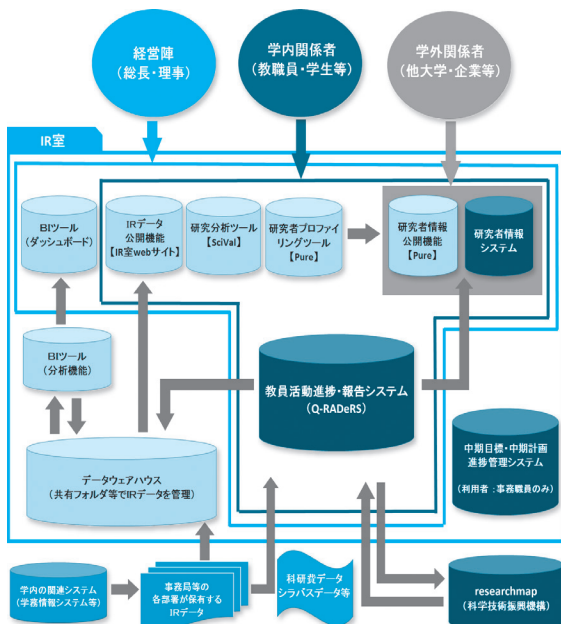 経営陣
（総長・理事）
学内関係者
（教職員・学生等）
学外関係者
（他大学・企業等）
IR室
BIツール
（ダッシュボード）
IRデータ
公開機能
【IR室webサイト】
研究分析ツール
【SciVal】
研究者プロファイ
リングツール
【Pure】
研究者情報
公開機能
【Pure】
研究者情報
システム
BIツール
（分析機能）
教員活動進捗・報告システム
（Q-RADeRS）
データウェアハウス
（共有フォルダ等でIRデータを管理）
中期目標・中期計画
進捗管理システム
（利用者：事務職員のみ）
学内の関連システム
（学務情報システム等）
事務局等の
各部署が保有する
IRデータ
科研費データ
シラバスデータ等
researchmap
（科学技術振興機構）